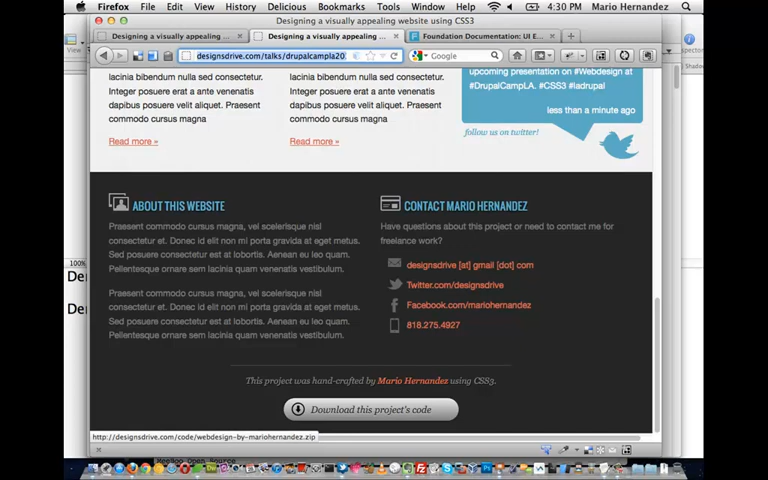 Firefox File Edit View History Delicious Bookmarks Tools Window Help 4:30 PM Mario Hernandez
Designing a visually appealing website using CSS3
Designing a visually appealing ...
Designing a visually appealing ...
Foundation Documentation: UI E...
designsdrive.com/talks/drupalcampla20
Google
lacinia bibendum nulla sed consectetur.
Integer posuere erat a ante venenatis
dapibus posuere velit aliquet. Praesent
commodo cursus magna
Read more »
lacinia bibendum nulla sed consectetur.
Integer posuere erat a ante venenatis
dapibus posuere velit aliquet. Praesent
commodo cursus magna
Read more »
upcoming presentation on #Webdesign at
#DrupalCampLA. #CSS3 #ladrupal
less than a minute ago
follow us on twitter!
ABOUT THIS WEBSITE
Praesent commodo cursus magna, vel scelerisque nisl
consectetur et. Donec id elit non mi porta gravida at eget metus.
Sed posuere consectetur est at lobortis. Aenean eu leo quam.
Pellentesque ornare sem lacinia quam venenatis vestibulum.
Praesent commodo cursus magna, vel scelerisque nisl
consectetur et. Donec id elit non mi porta gravida at eget metus.
Sed posuere consectetur est at lobortis. Aenean eu leo quam.
Pellentesque ornare sem lacinia quam venenatis vestibulum.
CONTACT MARIO HERNANDEZ
Have questions about this project or need to contact me for
freelance work?
designsdrive [at] gmail [dot] com
Twitter.com/designsdrive
Facebook.com/mariohernandez
818.275.4927
This project was hand-crafted by Mario Hernandez using CSS3.
Download this project's code
http://designsdrive.com/code/webdesign-by-mariohernandez.zip
View
100%
De
De